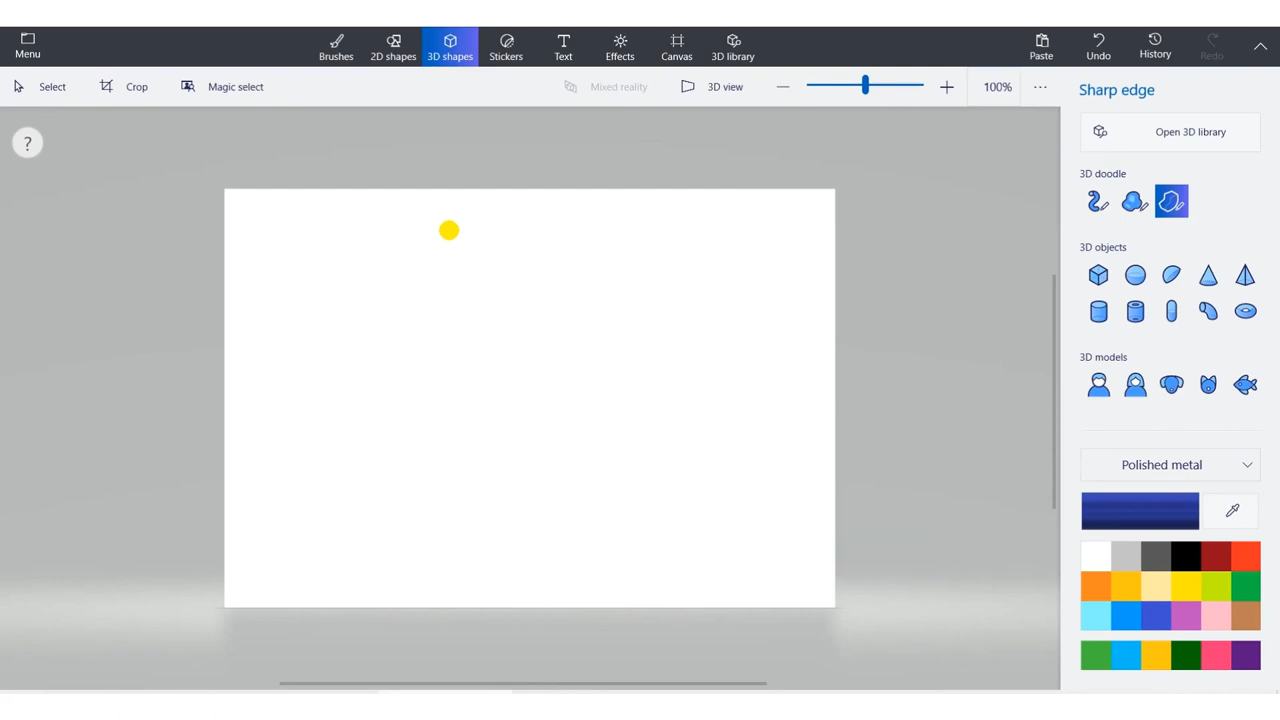 Menu
Brushes
2D shapes
3D shapes
Stickers
Text
Effects
Canvas
3D library
Paste
Undo
History
Redo
Select
Crop
Magic select
Mixed reality
3D view
100%
Sharp edge
?
Open 3D library
3D doodle
3D objects
3D models
Polished metal